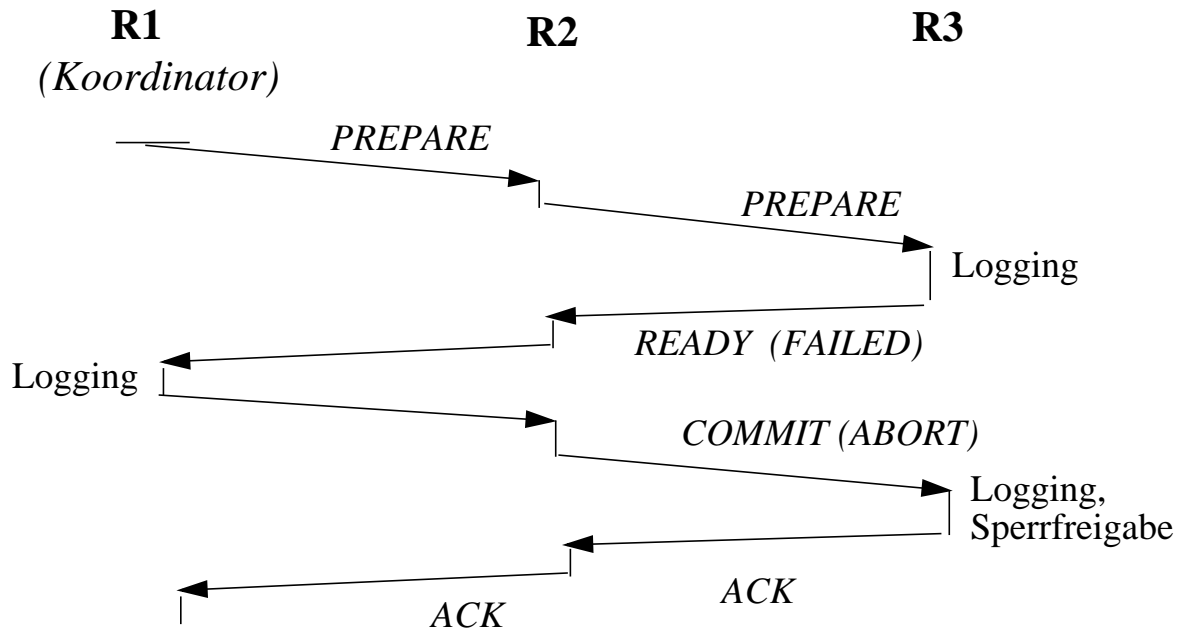 R1 R2 R3
(Koordinator)
PREPARE
PREPARE
Logging
READY (FAILED)
Logging
COMMIT (ABORT)
Logging,
Sperrfreigabe
ACK
ACK